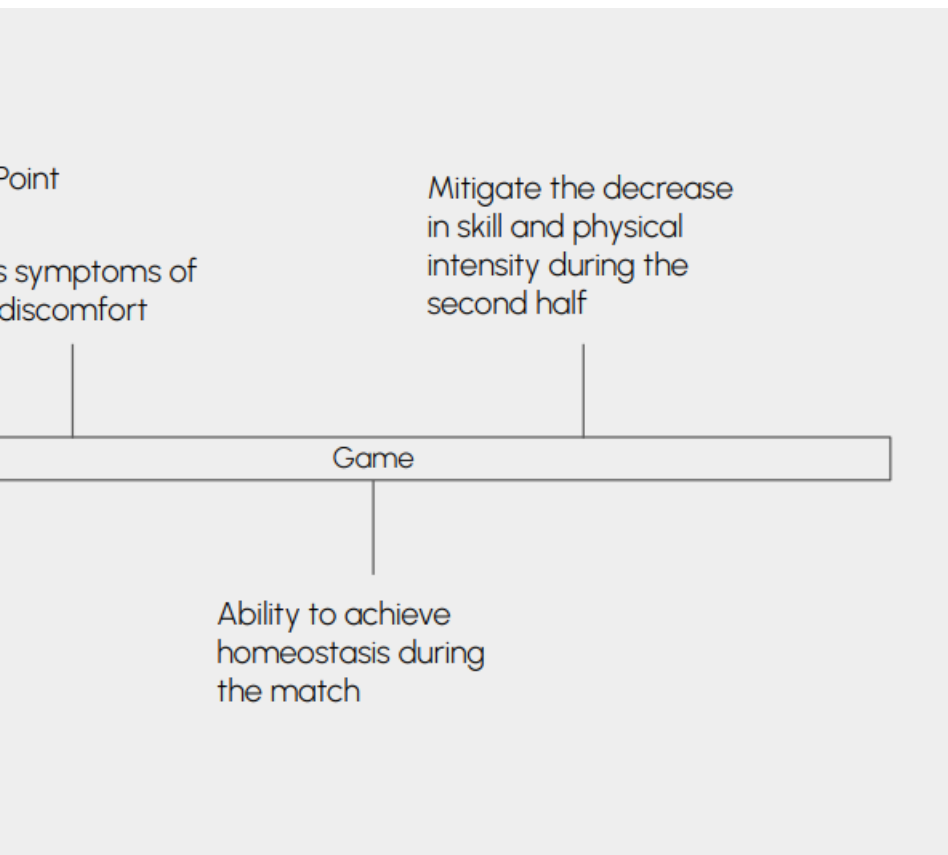 Point
s symptoms of
discomfort
Mitigate the decrease
in skill and physical
intensity during the
second half
Game
Ability to achieve
homeostasis during
the match